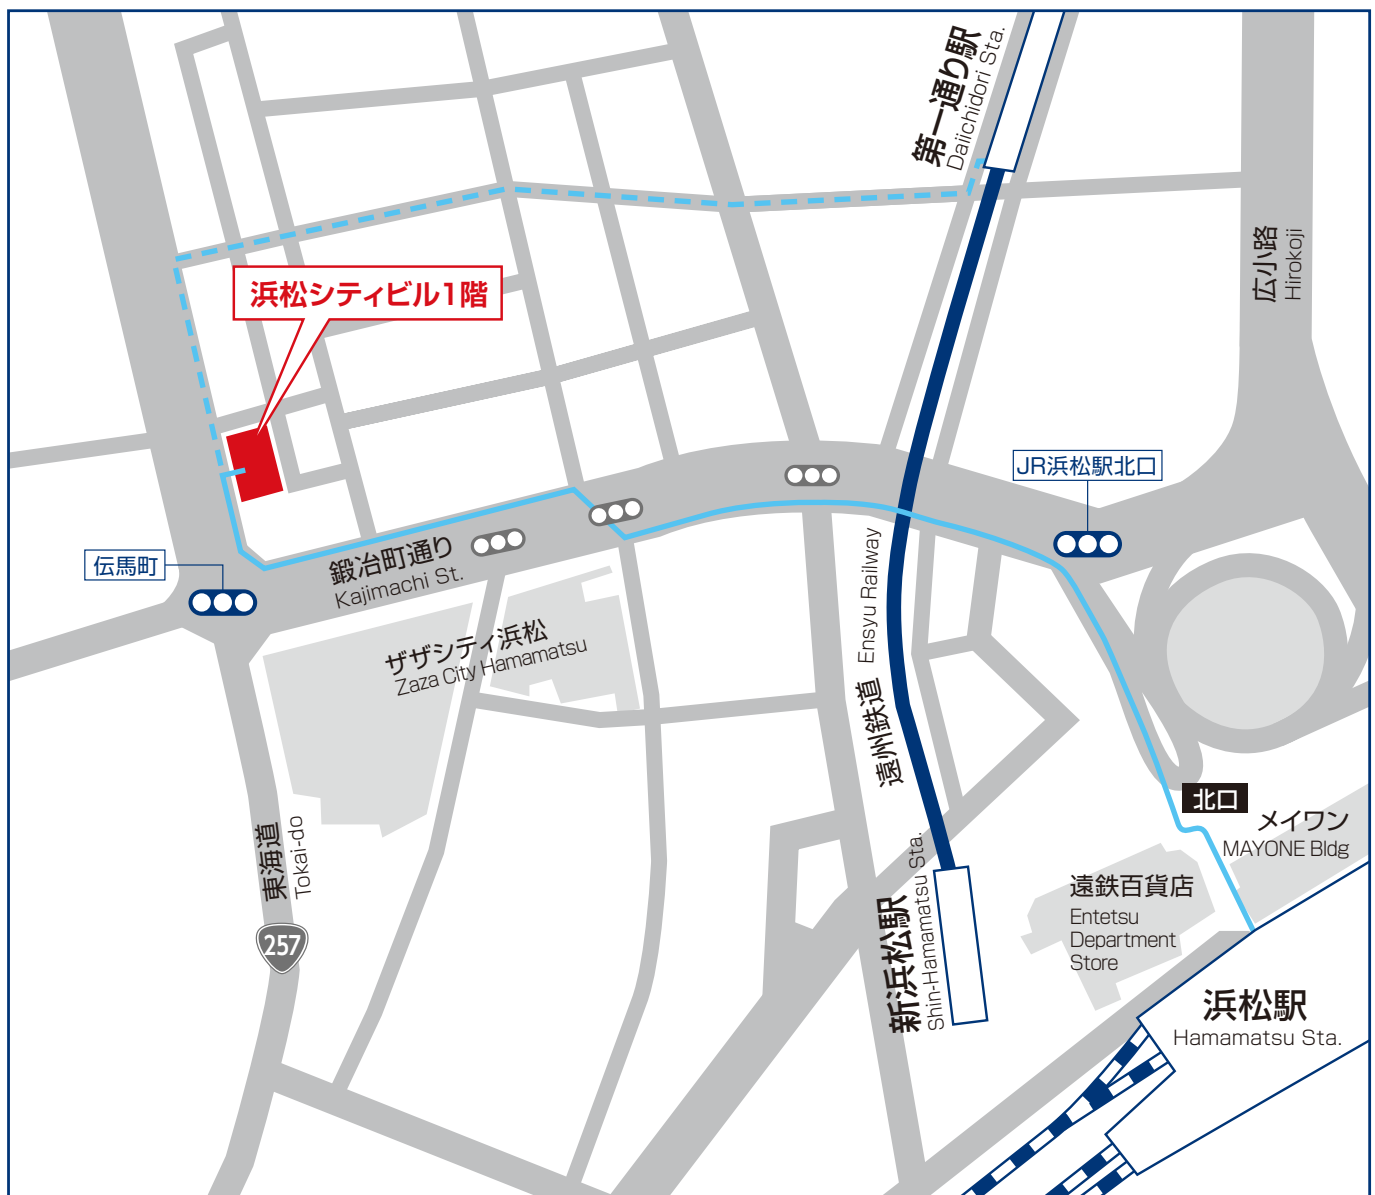 第一通り駅
Daiichidori Sta.
広小路
Hirokoji
浜松シティビル1階
JR浜松駅北口
伝馬町
鍛冶町通り
Kajimachi St.
ザザシティ浜松
Zaza City Hamamatsu
遠州鉄道 Ensyu Railway
東海道
Tokai-do
257
北口
メイワン
MAYONE Bldg
遠鉄百貨店
Entetsu
Department
Store
新浜松駅
Shin-Hamamatsu Sta.
浜松駅
Hamamatsu Sta.